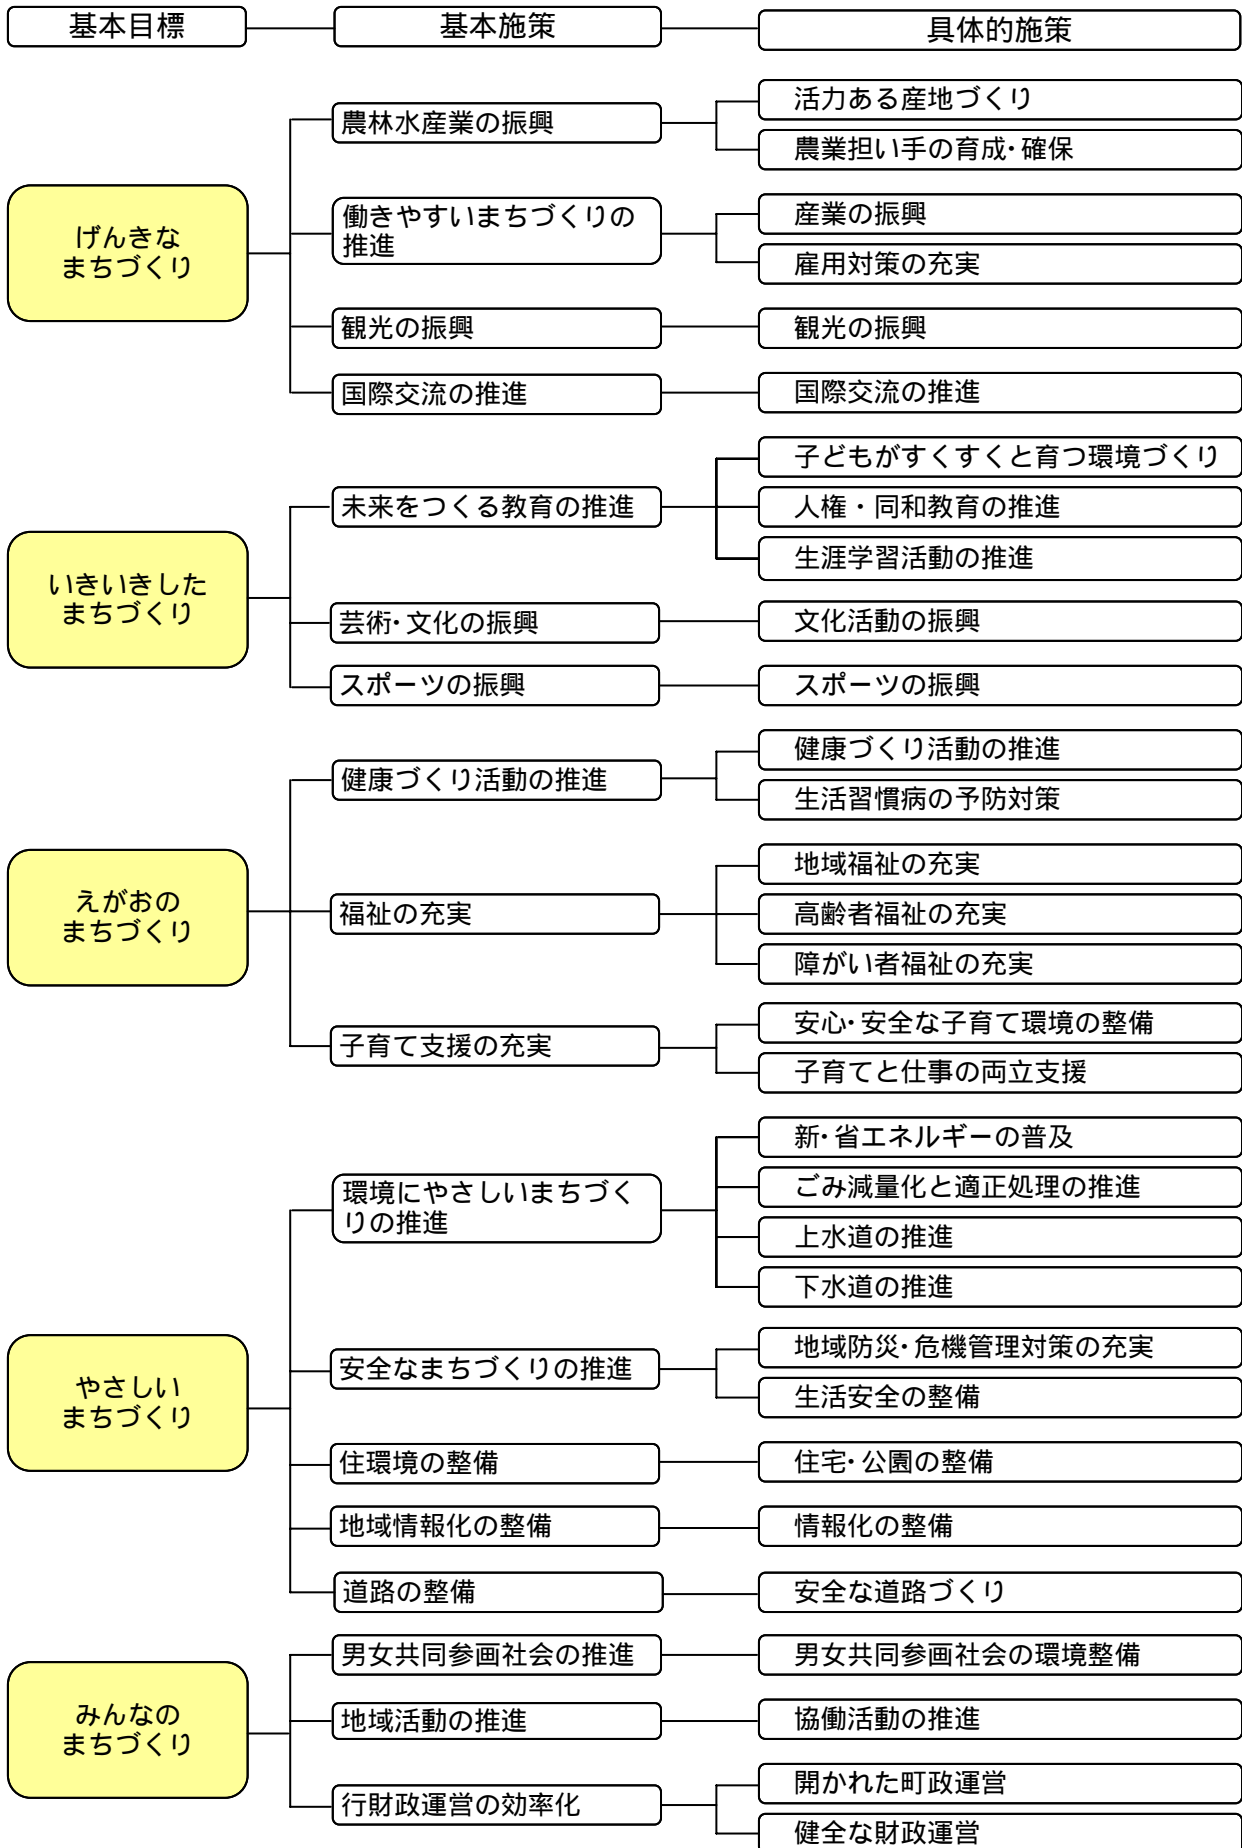 基本目標
基本施策
具体的施策
げんきな
まちづくり
農林水産業の振興
活力ある産地づくり
農業担い手の育成・確保
働きやすいまちづくりの
推進
産業の振興
雇用対策の充実
観光の振興
観光の振興
国際交流の推進
国際交流の推進
いきいきした
まちづくり
未来をつくる教育の推進
子どもがすくすくと育つ環境づくり
人権・同和教育の推進
生涯学習活動の推進
芸術・文化の振興
文化活動の振興
スポーツの振興
スポーツの振興
えがおの
まちづくり
健康づくり活動の推進
健康づくり活動の推進
生活習慣病の予防対策
福祉の充実
地域福祉の充実
高齢者福祉の充実
障がい者福祉の充実
子育て支援の充実
安心・安全な子育て環境の整備
子育てと仕事の両立支援
やさしい
まちづくり
環境にやさしいまちづく
りの推進
新・省エネルギーの普及
ごみ減量化と適正処理の推進
上水道の推進
下水道の推進
安全なまちづくりの推進
地域防災・危機管理対策の充実
生活安全の整備
住環境の整備
住宅・公園の整備
地域情報化の整備
情報化の整備
道路の整備
安全な道路づくり
みんなの
まちづくり
男女共同参画社会の推進
男女共同参画社会の環境整備
地域活動の推進
協働活動の推進
行財政運営の効率化
開かれた町政運営
健全な財政運営